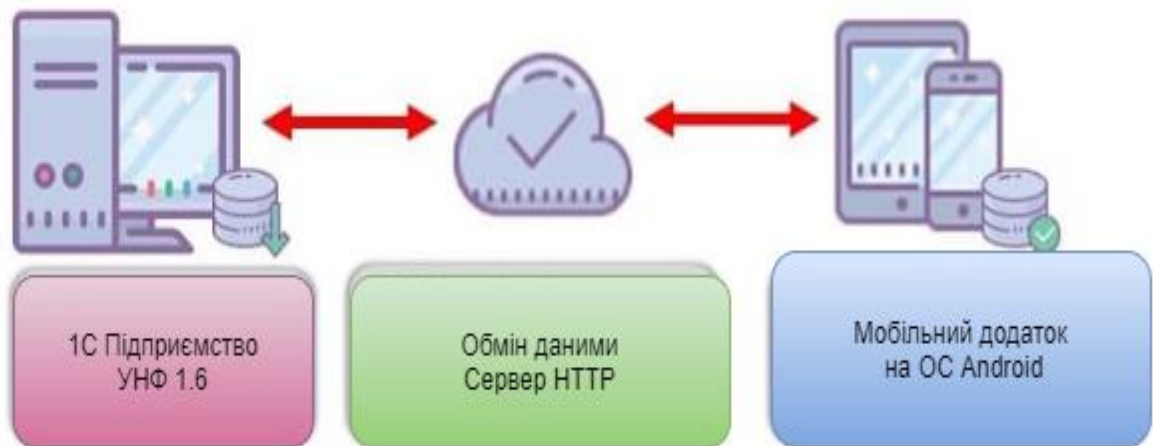 1С Підприємство
УНФ 1.6
Обмін даними
Сервер HTTP
Мобільний додаток
на ОС Android